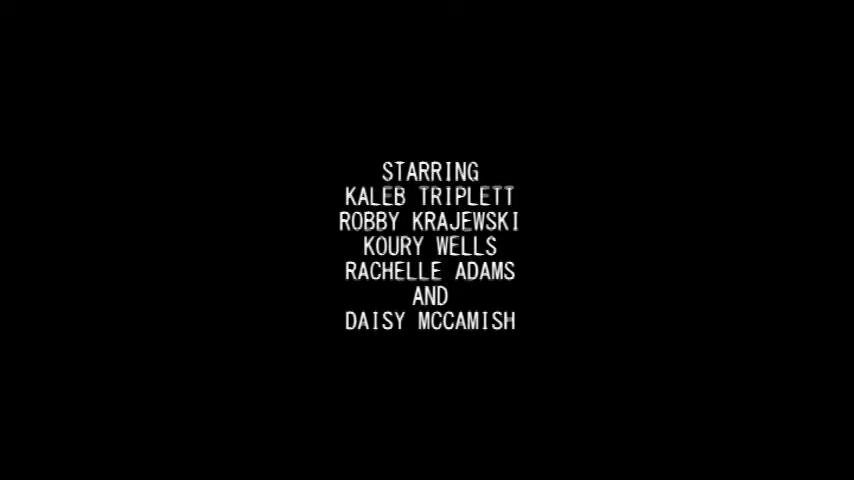 STARRING
KALEB TRIPLETT
ROBBY KRAJEWSKI
KOURY WELLS
RACHELLE ADAMS
AND
DAISY MCCAMISH